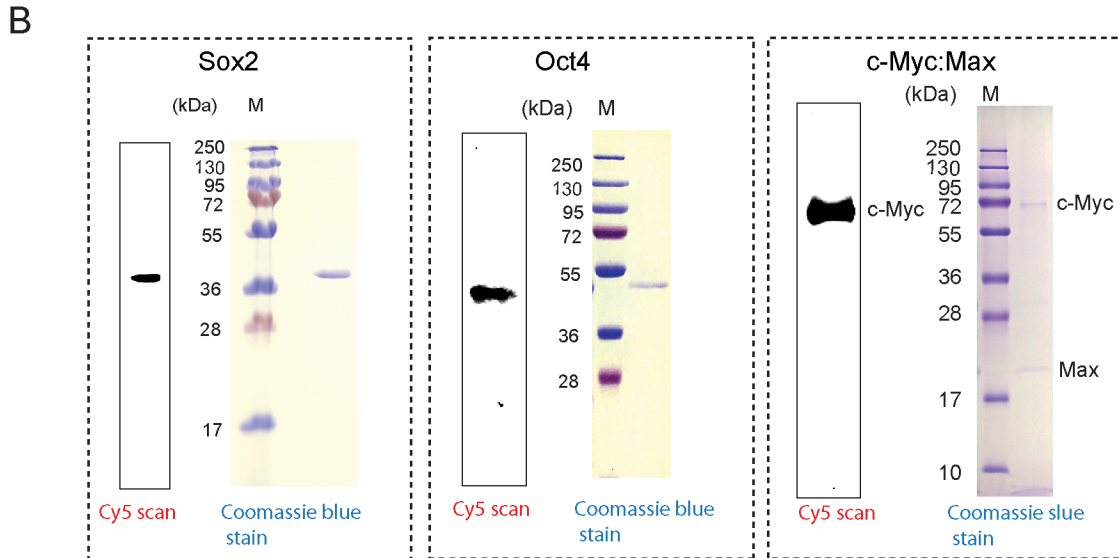 B
Sox2
(kDa) M
250
130
95
72
55
36
28
17
Cy5 scan
Coomassie blue
stain
Oct4
(kDa) M
250
130
95
72
55
36
28
Cy5 scan
Coomassie blue
stain
c-Myc:Max
(kDa) M
c-Myc
250
130
95
72
55
36
28
17
10
c-Myc
Max
Cy5 scan
Coomassie slue
stain